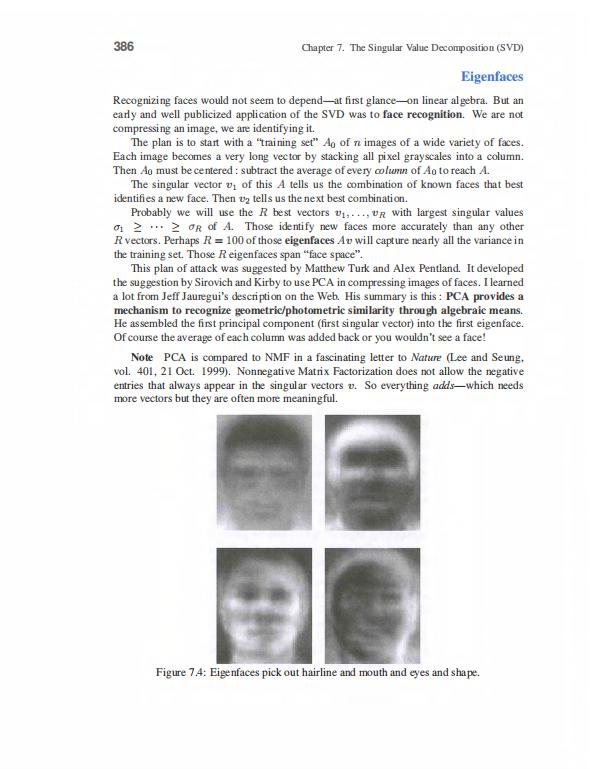 386
Chapter 7. The Singular Value Decomposition (SVD)
Eigenfaces
Recognizing faces would not seem to depend—at first glance—on linear algebra. But an
early and well publicized application of the SVD was to face recognition. We are not
compressing an image, we are identifying it.
The plan is to start with a “training set” A₀ of n images of a wide variety of faces.
Each image becomes a very long vector by stacking all pixel grayscales into a column.
Then A₀ must be centered : subtract the average of every column of A₀ to reach A.
The singular vector v₁ of this A tells us the combination of known faces that best
identifies a new face. Then v₂ tells us the next best combination.
Probably we will use the R best vectors v₁, . . . , vR with largest singular values
σ₁ ≥ ··· ≥ σR of A. Those identify new faces more accurately than any other
R vectors. Perhaps R = 100 of those eigenfaces Av will capture nearly all the variance in
the training set. Those R eigenfaces span “face space”.
This plan of attack was suggested by Matthew Turk and Alex Pentland. It developed
the suggestion by Sirovich and Kirby to use PCA in compressing images of faces. I learned
a lot from Jeff Jauregui’s description on the Web. His summary is this : PCA provides a
mechanism to recognize geometric/photometric similarity through algebraic means.
He assembled the first principal component (first singular vector) into the first eigenface.
Of course the average of each column was added back or you wouldn’t see a face!
Note PCA is compared to NMF in a fascinating letter to Nature (Lee and Seung,
vol. 401, 21 Oct. 1999). Nonnegative Matrix Factorization does not allow the negative
entries that always appear in the singular vectors v. So everything adds—which needs
more vectors but they are often more meaningful.
Figure 7.4: Eigenfaces pick out hairline and mouth and eyes and shape.